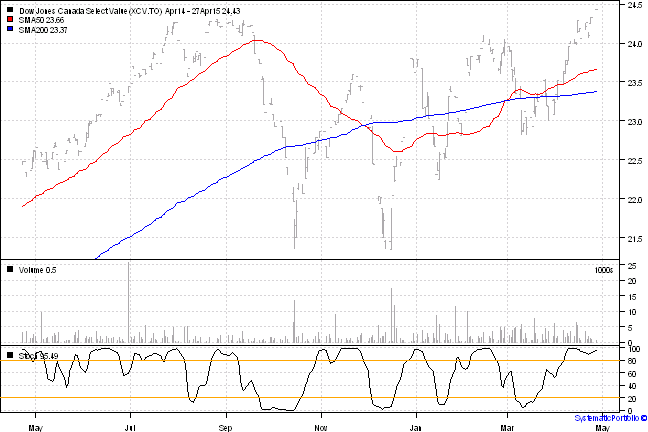 Dow Jones Canada Select Value (XCV.TO) Apr14 - 27Apr15 24.43
SMA50 23.66
SMA200 23.37
24.5
24.0
23.5
23.0
22.5
22.0
21.5
Volume 0.5
1000s
25
20
15
10
5
0
Stoch 95.49
100
80
60
40
20
0
May
Jul
Sep
Nov
Jan
Mar
May
SystematicPortfolio ©